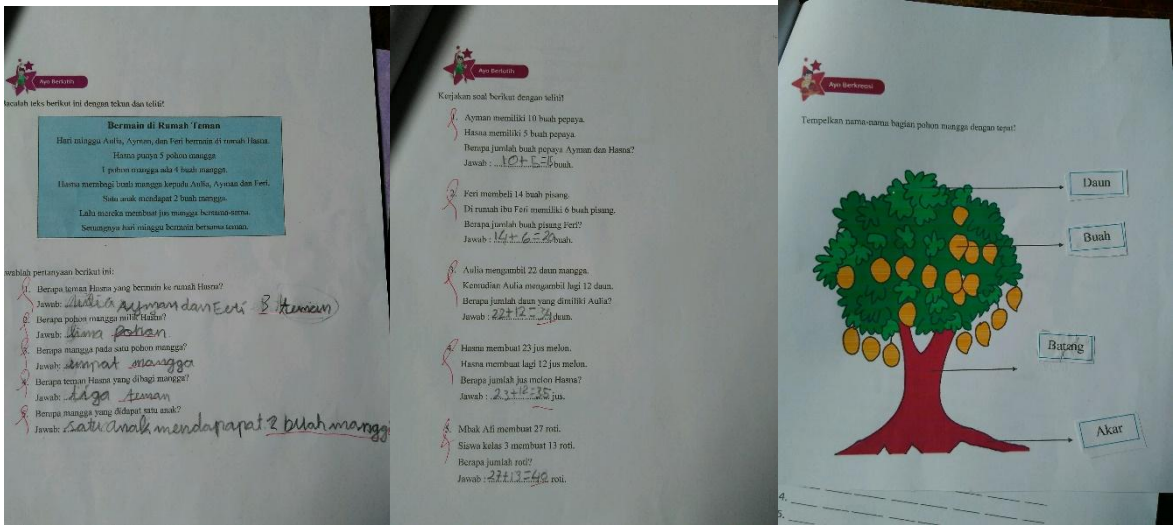 Ayo Berlatih
Bacalah teks berikut ini dengan tekun dan teliti!
Bermain di Rumah Teman
Hari minggu Aulia, Ayman, dan Feri bermain di rumah Hasna.
Hasna punya 5 pohon mangga
1 pohon mangga ada 4 buah mangga.
Hasna membagi buah mangga kepada Aulia, Ayman dan Feri.
Satu anak mendapat 2 buah mangga.
Lalu mereka membuat jus mangga bersama-sama.
Senangnya hari minggu bermain bersama teman.
Jawablah pertanyaan berikut ini:
1. Berapa teman Hasna yang bermain ke rumah Hasna?
Jawab: Aulia Ayman dan Feri 3 teman
2. Berapa pohon mangga milik Hasna?
Jawab: lima pohon
3. Berapa mangga pada satu pohon mangga?
Jawab: empat mangga
4. Berapa teman Hasna yang dibagi mangga?
Jawab: tiga teman
5. Berapa mangga yang didapat satu anak?
Jawab: satu anak mendapapat 2 buah mangg
Ayo Berlatih
Kerjakan soal berikut dengan teliti!
1. Ayman memiliki 10 buah pepaya.
Hasna memiliki 5 buah pepaya.
Berapa jumlah buah pepaya Ayman dan Hasna?
Jawab : 10+5=15 buah.
2. Feri membeli 14 buah pisang.
Di rumah ibu Feri memiliki 6 buah pisang.
Berapa jumlah buah pisang Feri?
Jawab : 14+6=20 buah.
3. Aulia mengambil 22 daun mangga.
Kemudian Aulia mengambil lagi 12 daun.
Berapa jumlah daun yang dimiliki Aulia?
Jawab : 22+12=34 daun.
4. Hasna membuat 23 jus melon.
Hasna membuat lagi 12 jus melon.
Berapa jumlah jus melon Hasna?
Jawab : 23+12=35 jus.
5. Mbak Afi membuat 27 roti.
Siswa kelas 3 membuat 13 roti.
Berapa jumlah roti?
Jawab : 27+13=40 roti.
Ayo Berkreasi
Tempelkan nama-nama bagian pohon mangga dengan tepat!
Daun
Buah
Batang
Akar
4.
5.